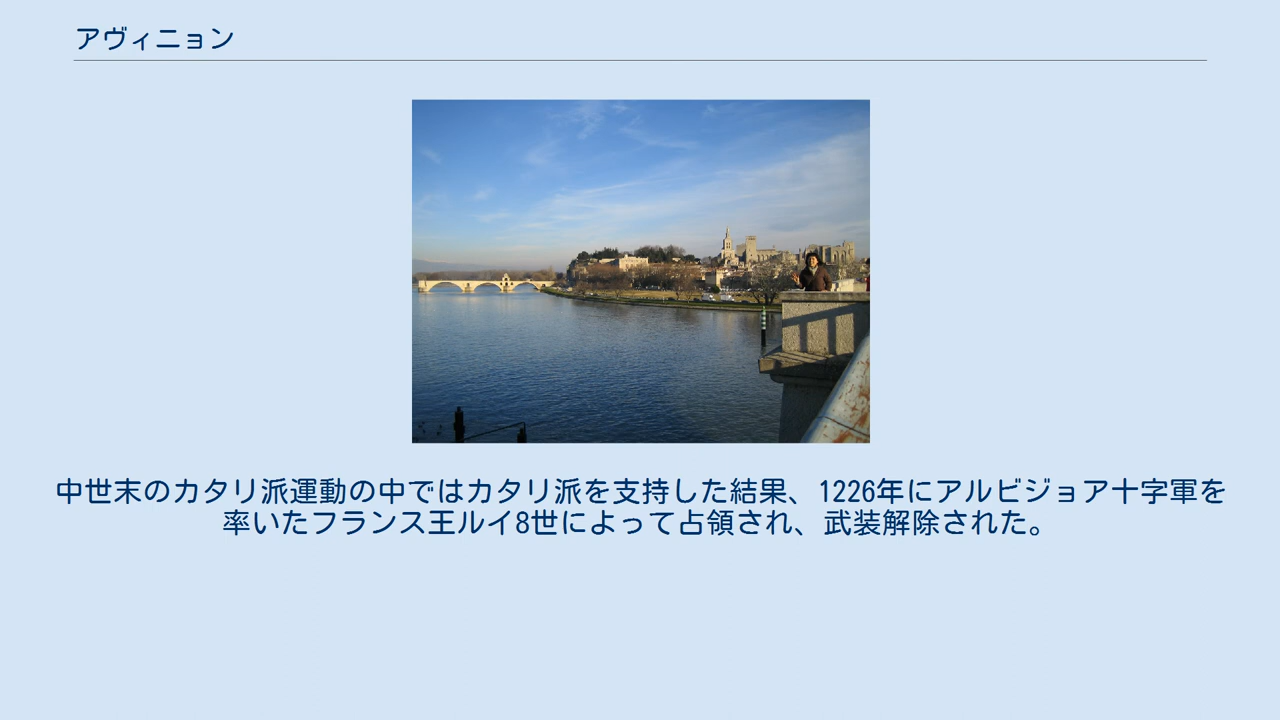 アヴィニョン
中世末のカタリ派運動の中ではカタリ派を支持した結果、1226年にアルビジョア十字軍を
率いたフランス王ルイ8世によって占領され、武装解除された。